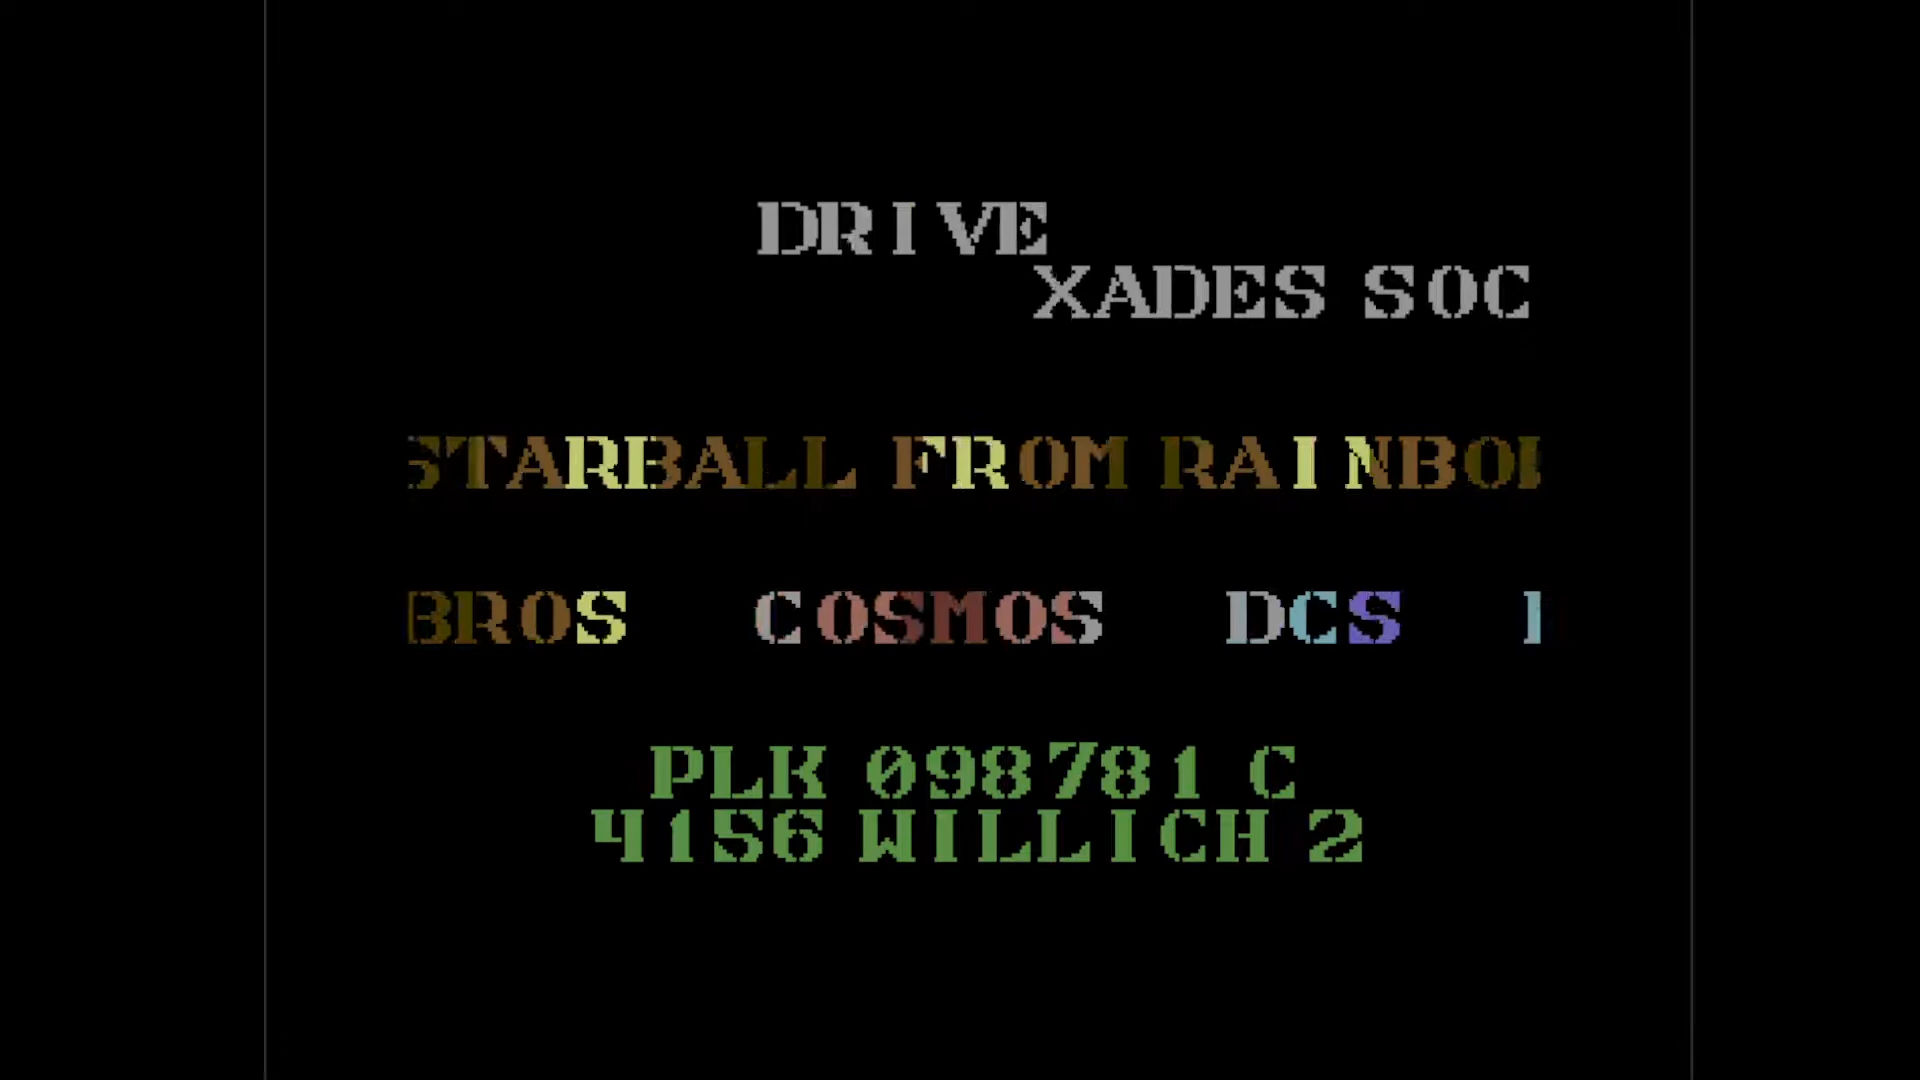 DRIVE
XADES SOC
STARBALL FROM RAINBO
BROS COSMOS DCS
PLK 098781 C
4156 WILLICH 2